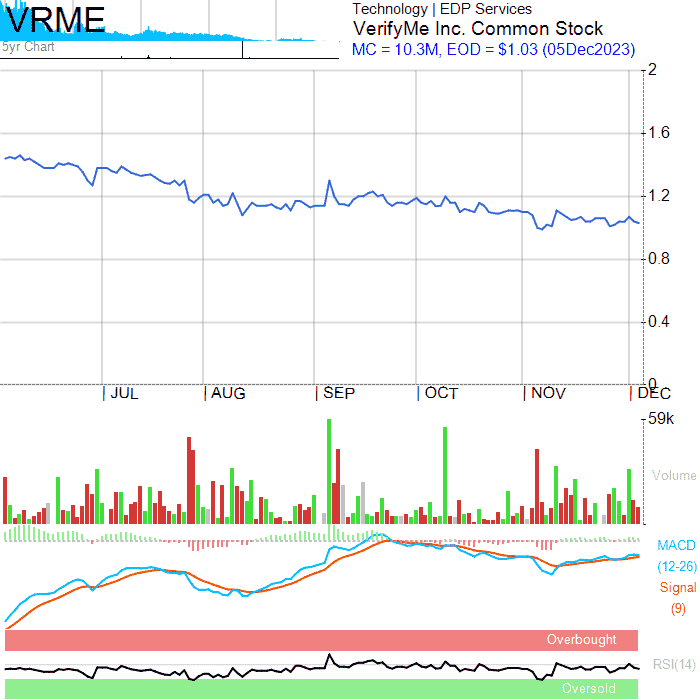 VRME
5yr Chart
Technology | EDP Services
VerifyMe Inc. Common Stock
MC = 10.3M, EOD = $1.03 (05Dec2023)
2
1.6
1.2
0.8
0.4
0
JUL AUG SEP OCT NOV DEC
59k
Volume
MACD
(12-26)
Signal
(9)
Overbought
RSI(14)
Oversold